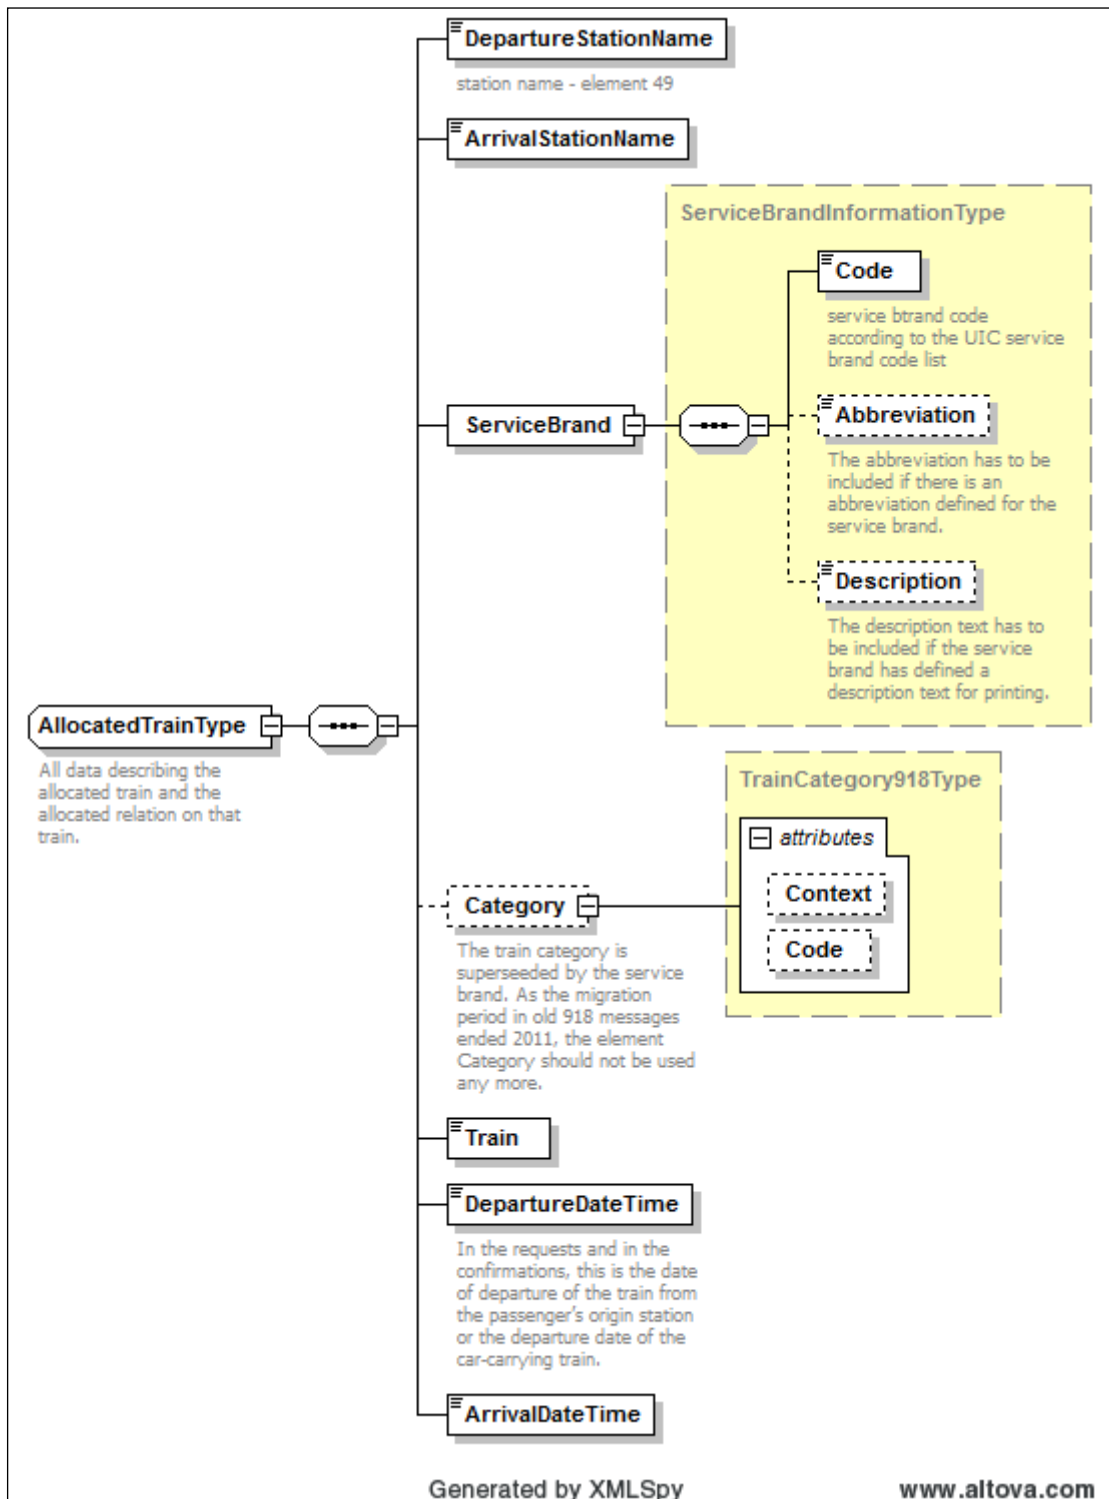 DepartureStationName
station name - element 49
ArrivalStationName
ServiceBrandInformationType
Code
service btrand code
according to the UIC service
brand code list
ServiceBrand
Abbreviation
The abbreviation has to be
included if there is an
abbreviation defined for the
service brand.
Description
The description text has to
be included if the service
brand has defined a
description text for printing.
AllocatedTrainType
All data describing the
allocated train and the
allocated relation on that
train.
TrainCategory918Type
attributes
Context
Code
Category
The train category is
superseeded by the service
brand. As the migration
period in old 918 messages
ended 2011, the element
Category should not be used
any more.
Train
DepartureDateTime
In the requests and in the
confirmations, this is the date
of departure of the train from
the passenger's origin station
or the departure date of the
car-carrying train.
ArrivalDateTime
Generated by XMLSpy
www.altova.com